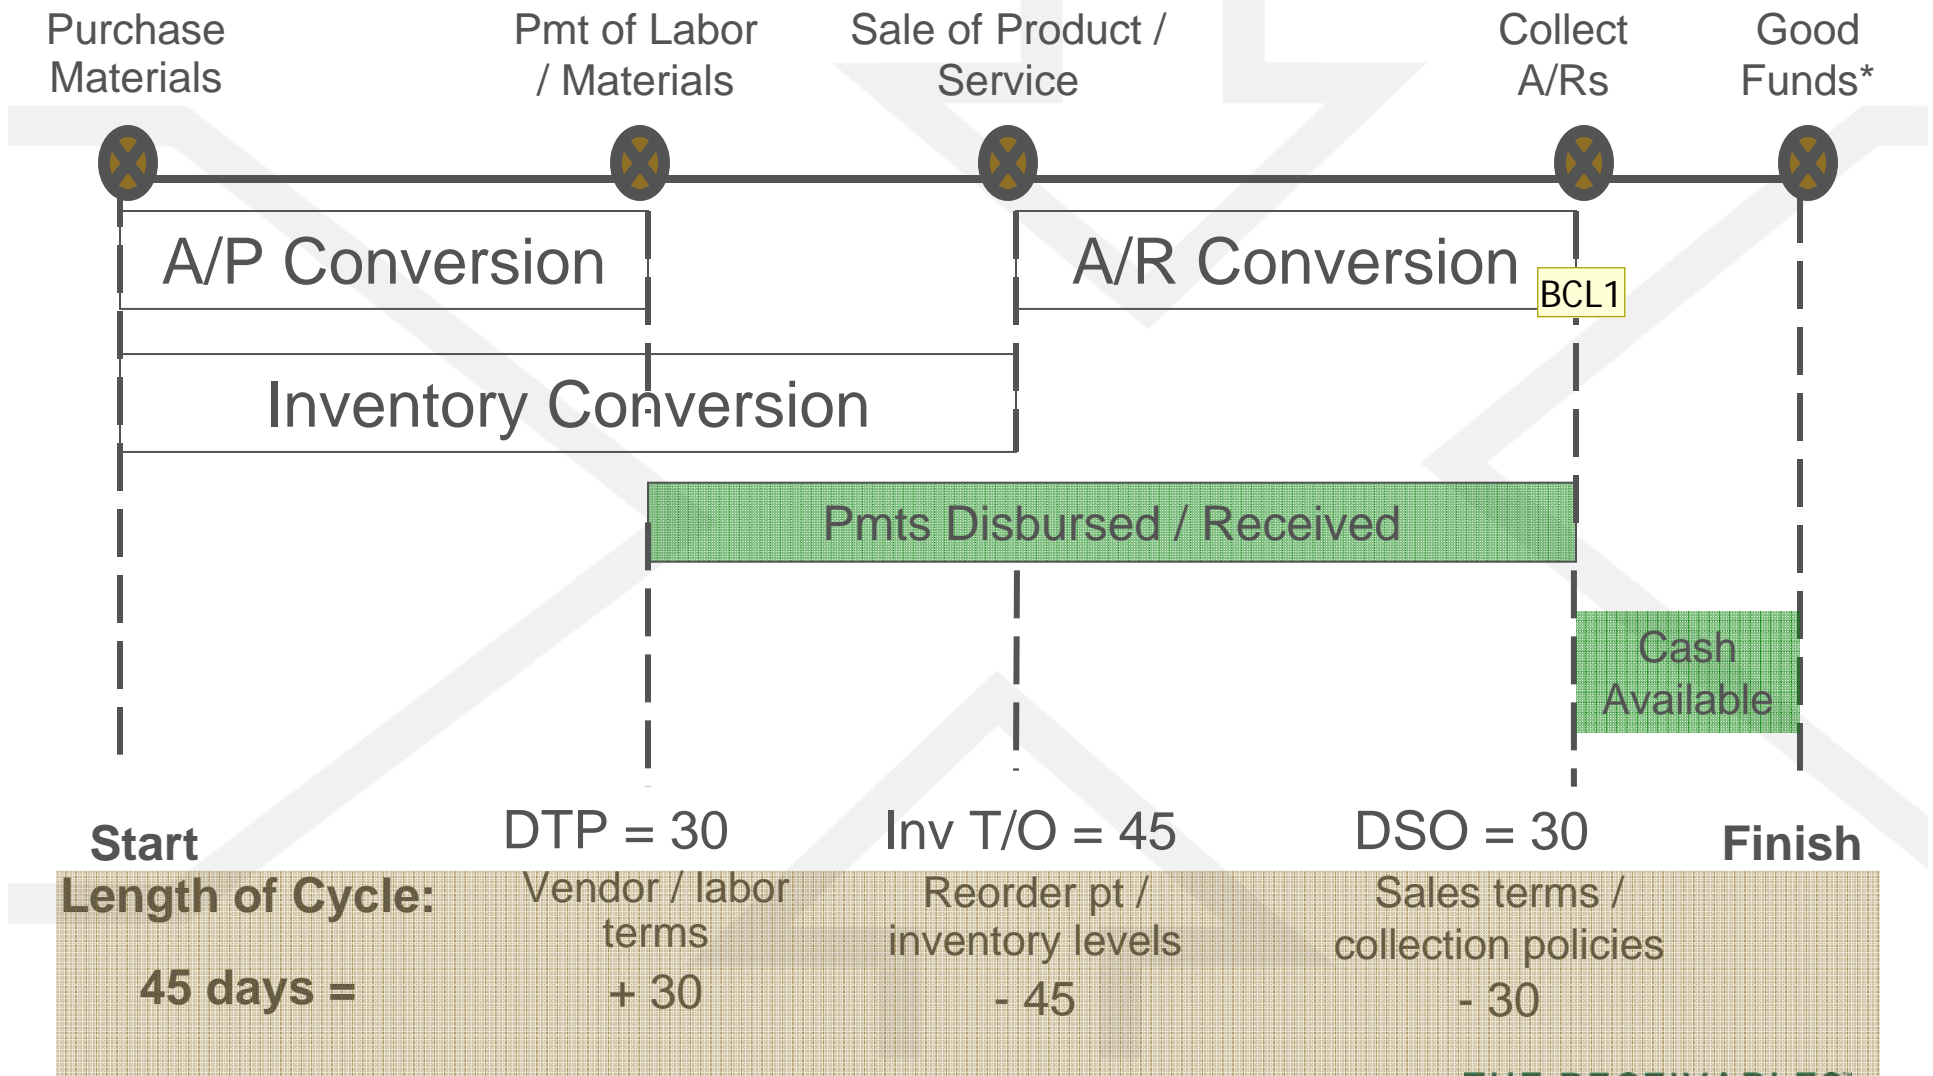 Purchase
Materials
Pmt of Labor
/ Materials
Sale of Product /
Service
Collect
A/Rs
Good
Funds*
A/P Conversion
A/R Conversion
BCL1
Inventory Conversion
Pmts Disbursed / Received
Cash
Available
Start
DTP = 30
Inv T/O = 45
DSO = 30
Finish
Length of Cycle:
Vendor / labor
terms
Reorder pt /
inventory levels
Sales terms /
collection policies
45 days =
+ 30
- 45
- 30
THE RECEIVABLES™